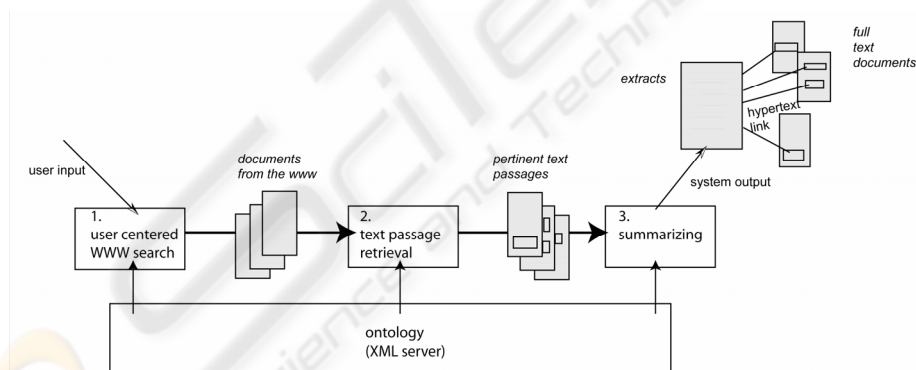 full
text
documents
extracts
hypertext
link
user input
documents
from the www
pertinent text
passages
system output
1.
user centered
WWW search
2.
text passage
retrieval
3.
summarizing
ontology
(XML server)